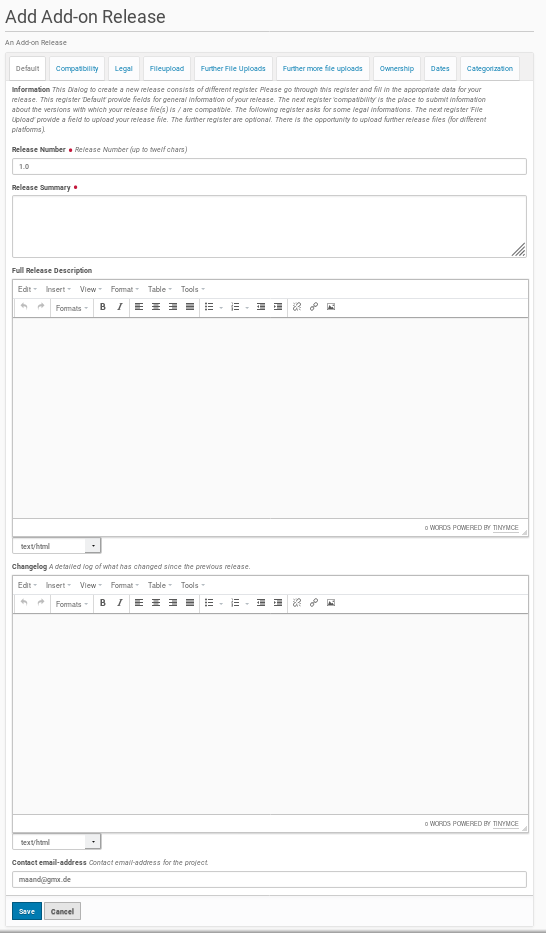 Add Add-on Release
An Add-on Release
Default Compatibility Legal Fileupload Further File Uploads Further more file uploads Ownership Dates Categorization
Information This Dialog to create a new release consists of different register. Please go through this register and fill in the appropriate data for your
release. This register 'Default' provide fields for general information of your release. The next register 'compatibility' is the place to submit information
about the versions with which your release file(s) is / are compatible. The following register asks for some legal informations. The next register 'File
Upload' provide a field to upload your release file. The further register are optional. There is the opportunity to upload further release files (for different
platforms).
Release Number Release Number (up to twelf chars)
1.0
Release Summary
Full Release Description
Edit Insert View Format Table Tools
Formats B I
0 WORDS POWERED BY TINYMCE
text/html
Changelog A detailed log of what has changed since the previous release.
Edit Insert View Format Table Tools
Formats B I
0 WORDS POWERED BY TINYMCE
text/html
Contact email-address Contact email-address for the project.
maand@gmx.de
Save Cancel